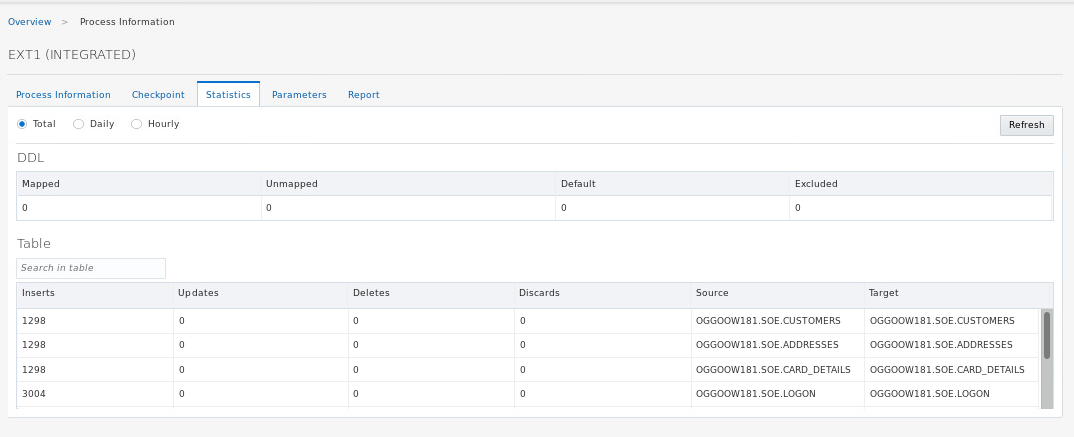 Overview > Process Information
EXT1 (INTEGRATED)
Process Information Checkpoint Statistics Parameters Report
Total Daily Hourly Refresh
DDL
Mapped Unmapped Default Excluded
0 0 0 0
Table
Search in table
Inserts Updates Deletes Discards Source Target
1298 0 0 0 OGGOOW181.SOE.CUSTOMERS OGGOOW181.SOE.CUSTOMERS
1298 0 0 0 OGGOOW181.SOE.ADDRESSES OGGOOW181.SOE.ADDRESSES
1298 0 0 0 OGGOOW181.SOE.CARD_DETAILS OGGOOW181.SOE.CARD_DETAILS
3004 0 0 0 OGGOOW181.SOE.LOGON OGGOOW181.SOE.LOGON